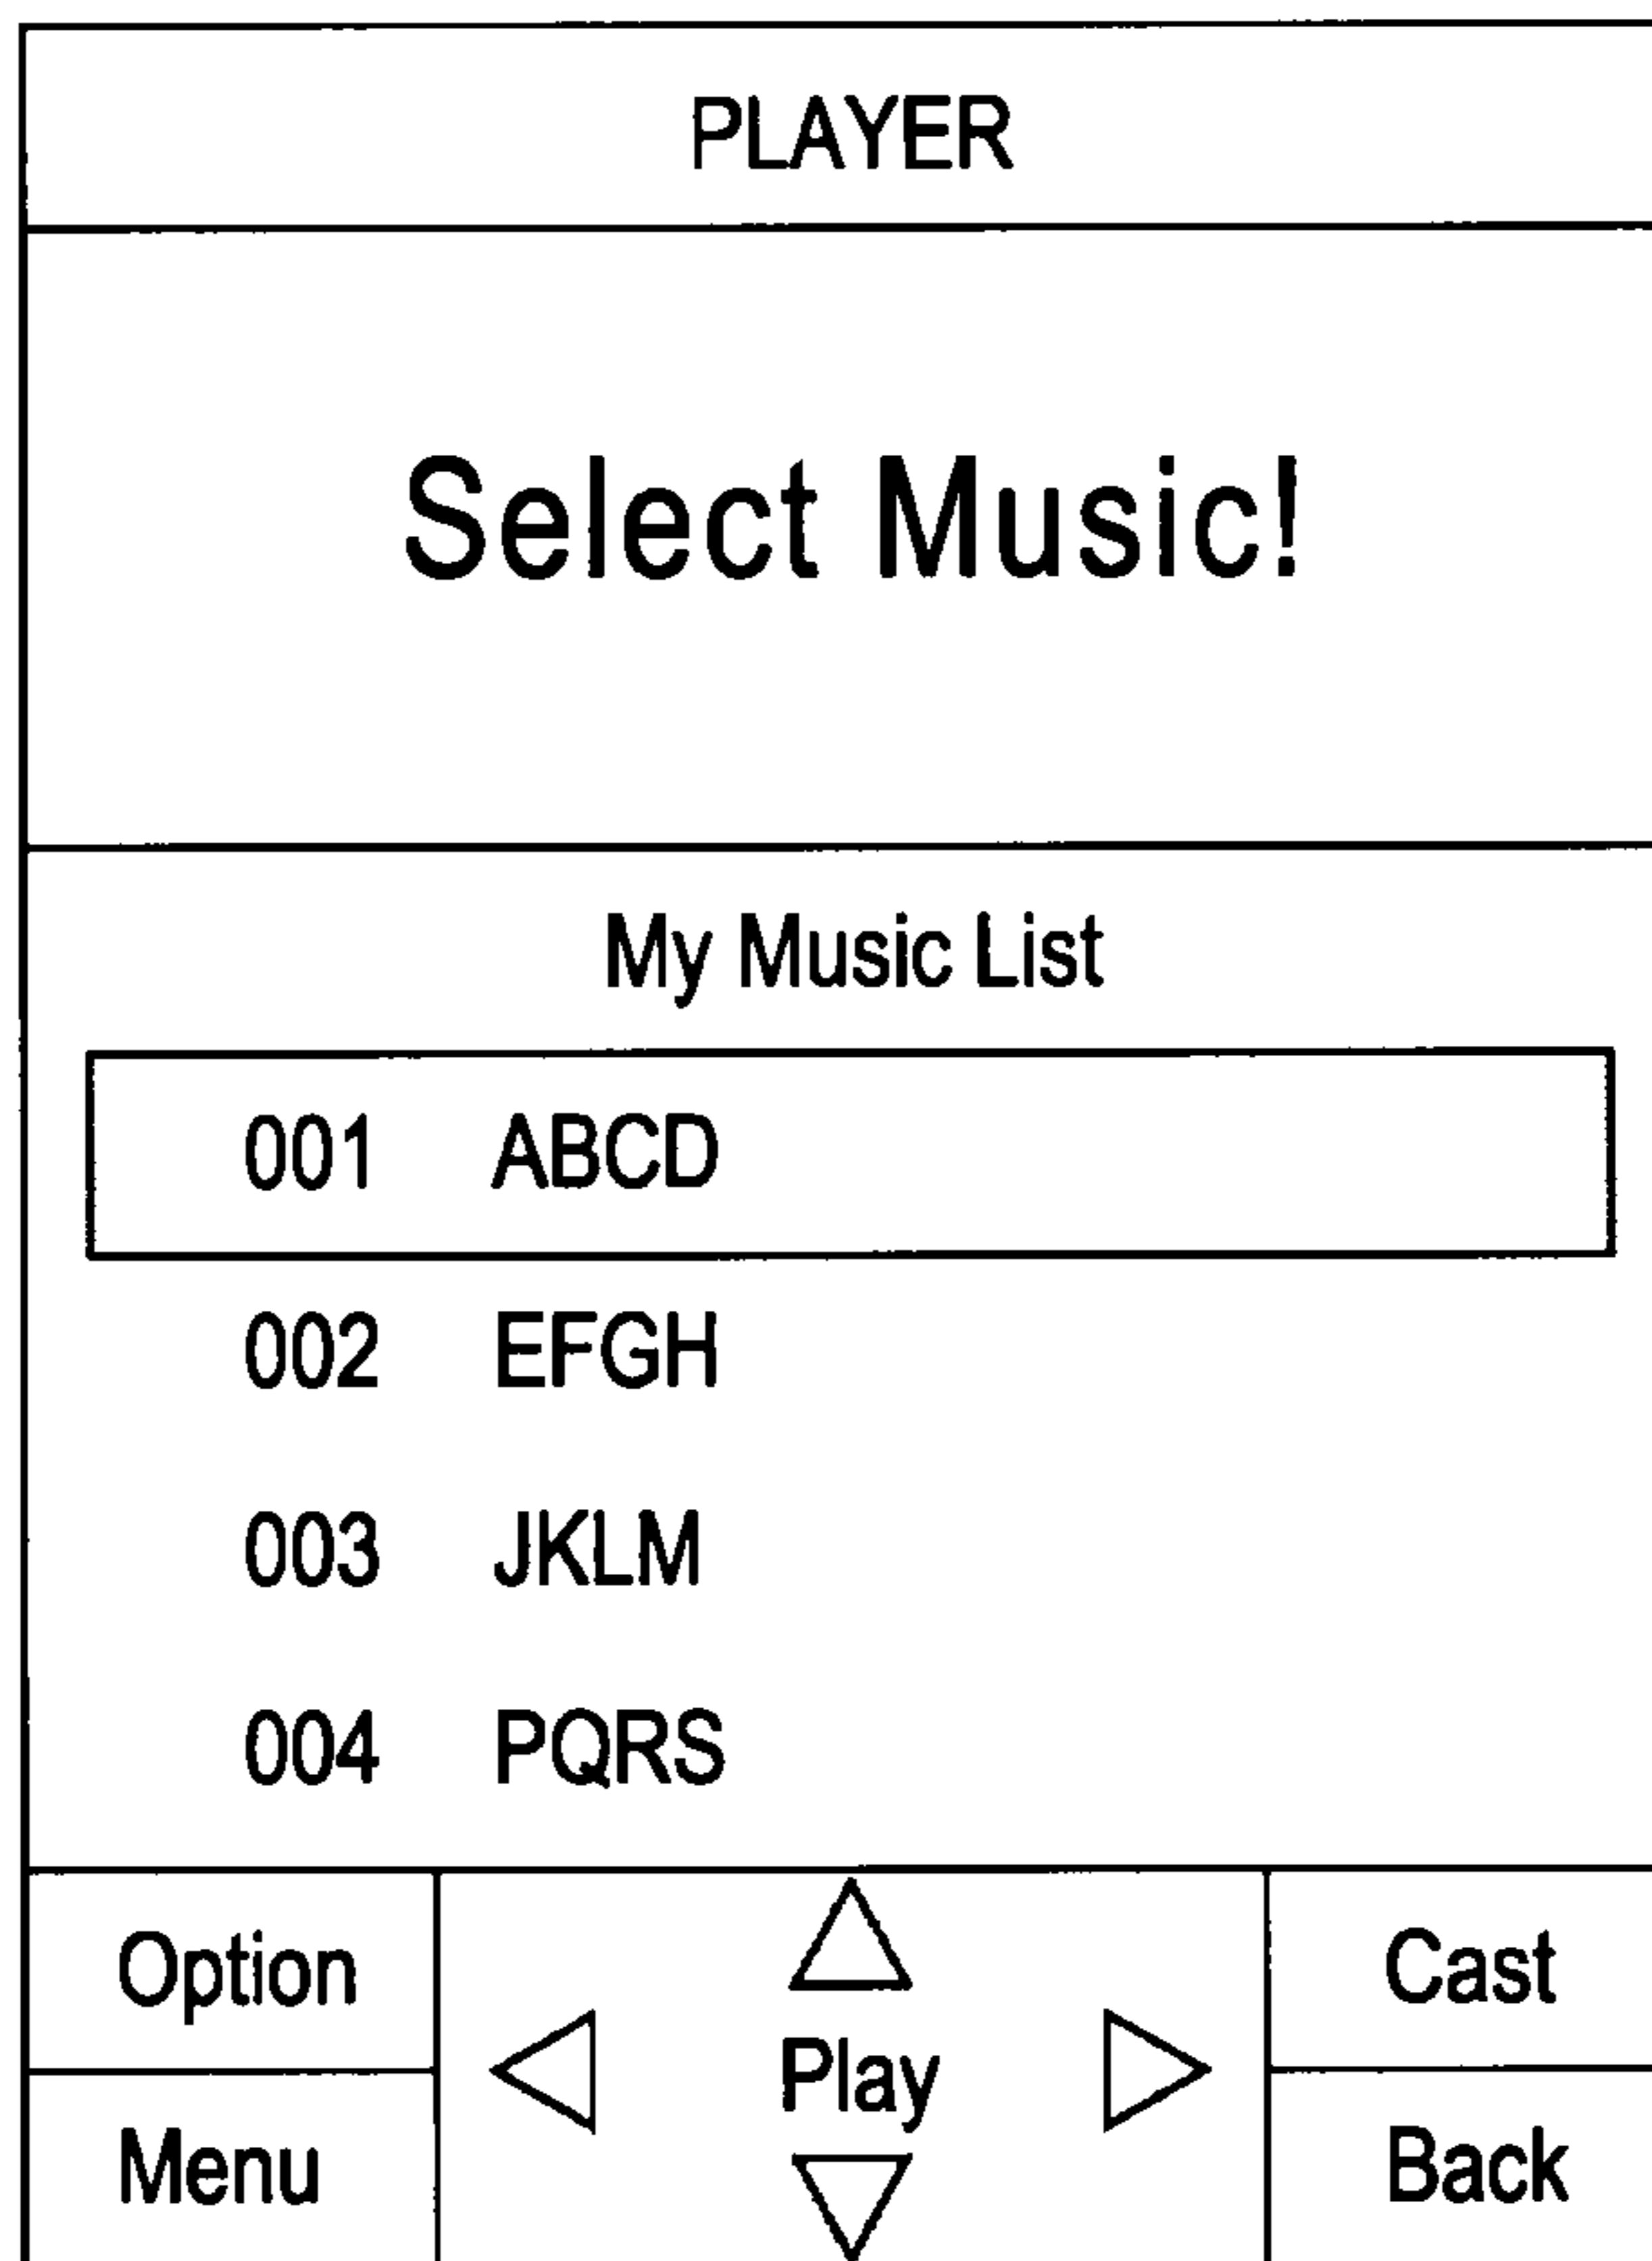 PLAYER
Select Music!
My Music List
001 ABCD
002 EFGH
003 JKLM
004 PQRS
Option
Cast
Play
Menu
Back